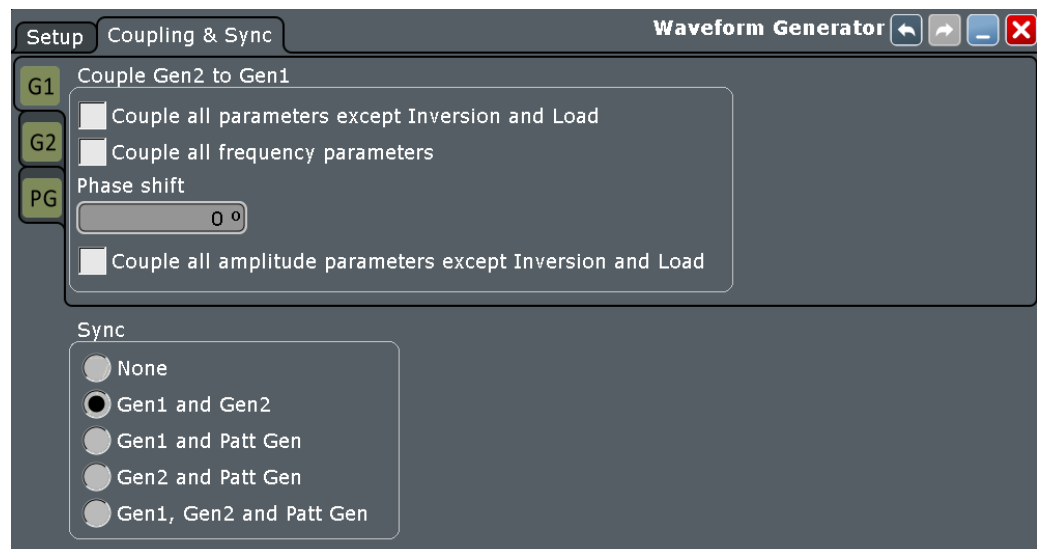 Setup
Coupling & Sync
Waveform Generator
G1
G2
PG
Couple Gen2 to Gen1
Couple all parameters except Inversion and Load
Couple all frequency parameters
Phase shift
0 º
Couple all amplitude parameters except Inversion and Load
Sync
None
Gen1 and Gen2
Gen1 and Patt Gen
Gen2 and Patt Gen
Gen1, Gen2 and Patt Gen